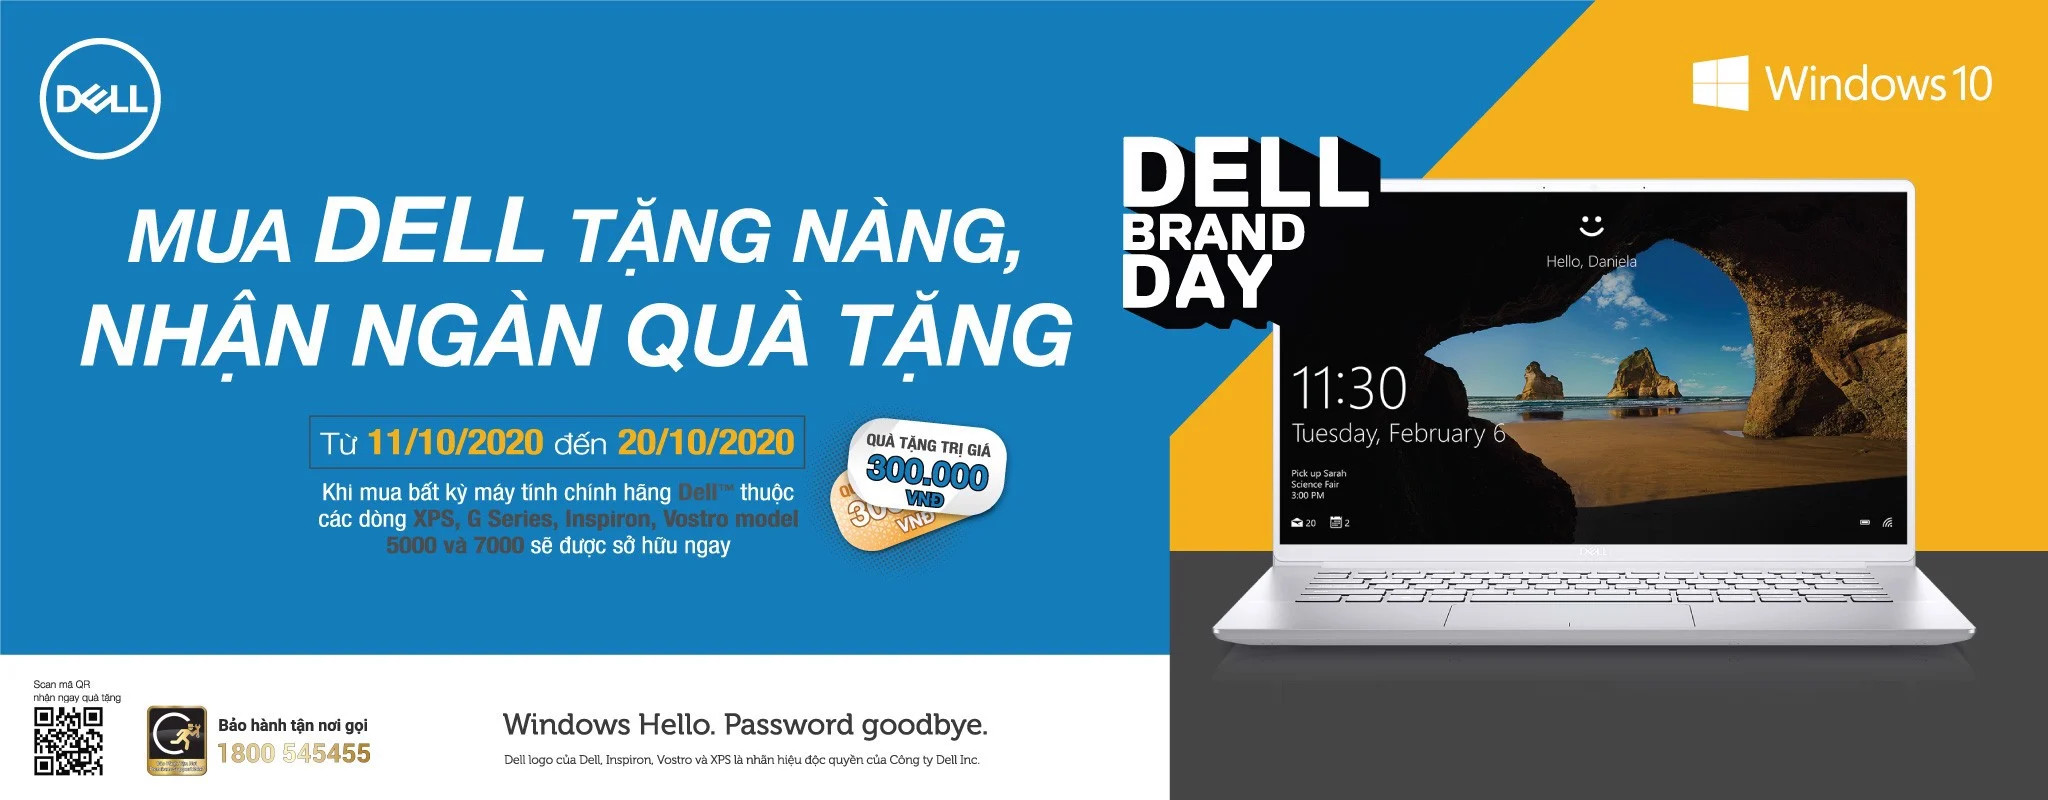 DELL
Windows 10
DELL
BRAND
DAY
MUA DELL TẶNG NÀNG,
NHẬN NGÀN QUÀ TẶNG
Từ 11/10/2020 đến 20/10/2020
Khi mua bất kỳ máy tính chính hãng Dell™ thuộc
các dòng XPS, G Series, Inspiron, Vostro model
5000 và 7000 sẽ được sở hữu ngay
QUÀ TẶNG TRỊ GIÁ
300.000
VNĐ
VNĐ
Hello, Daniela
11:30
Tuesday, February 6
Pick up Sarah
Science Fair
3:00 PM
20 2
DELL
Scan mã QR
nhận ngay quà tặng
Bảo hành tận nơi gọi
1800 545455
Windows Hello. Password goodbye.
Dell logo của Dell, Inspiron, Vostro và XPS là nhãn hiệu độc quyền của Công ty Dell Inc.